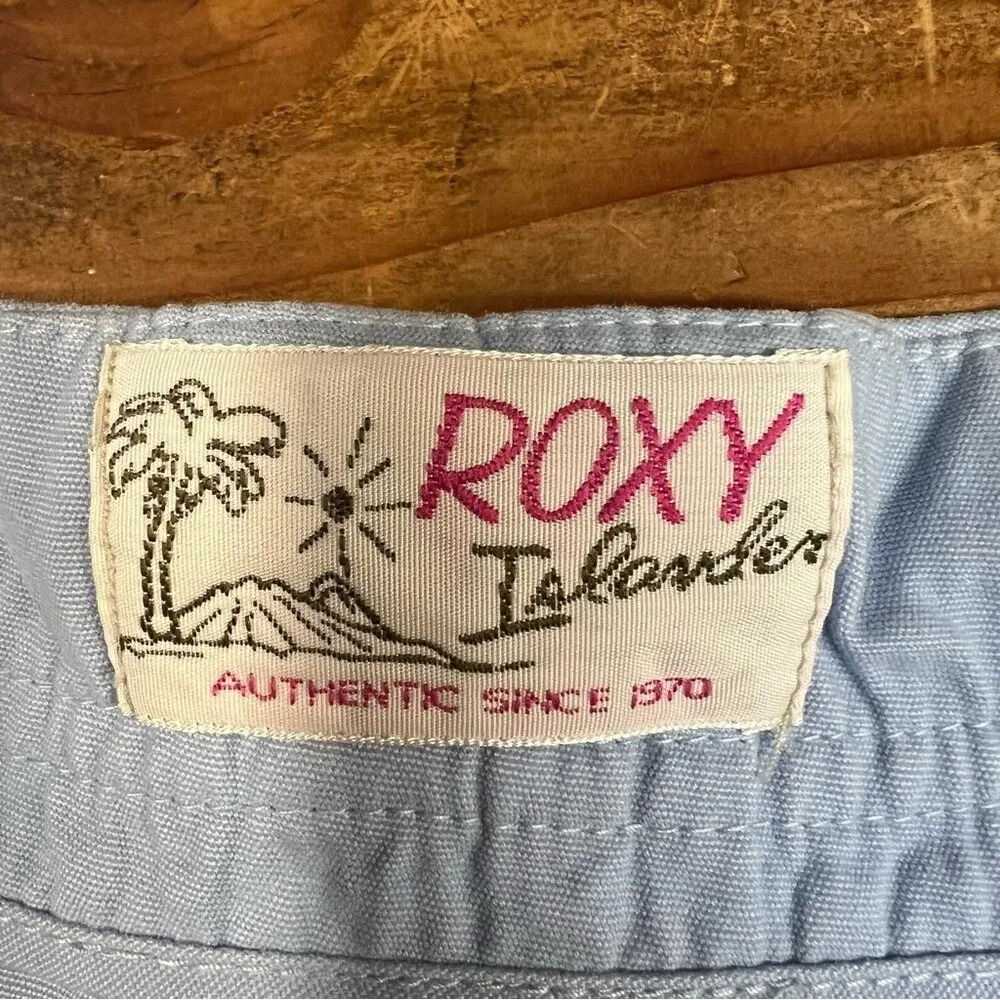 ROXY
Islander
AUTHENTIC SINCE 1970